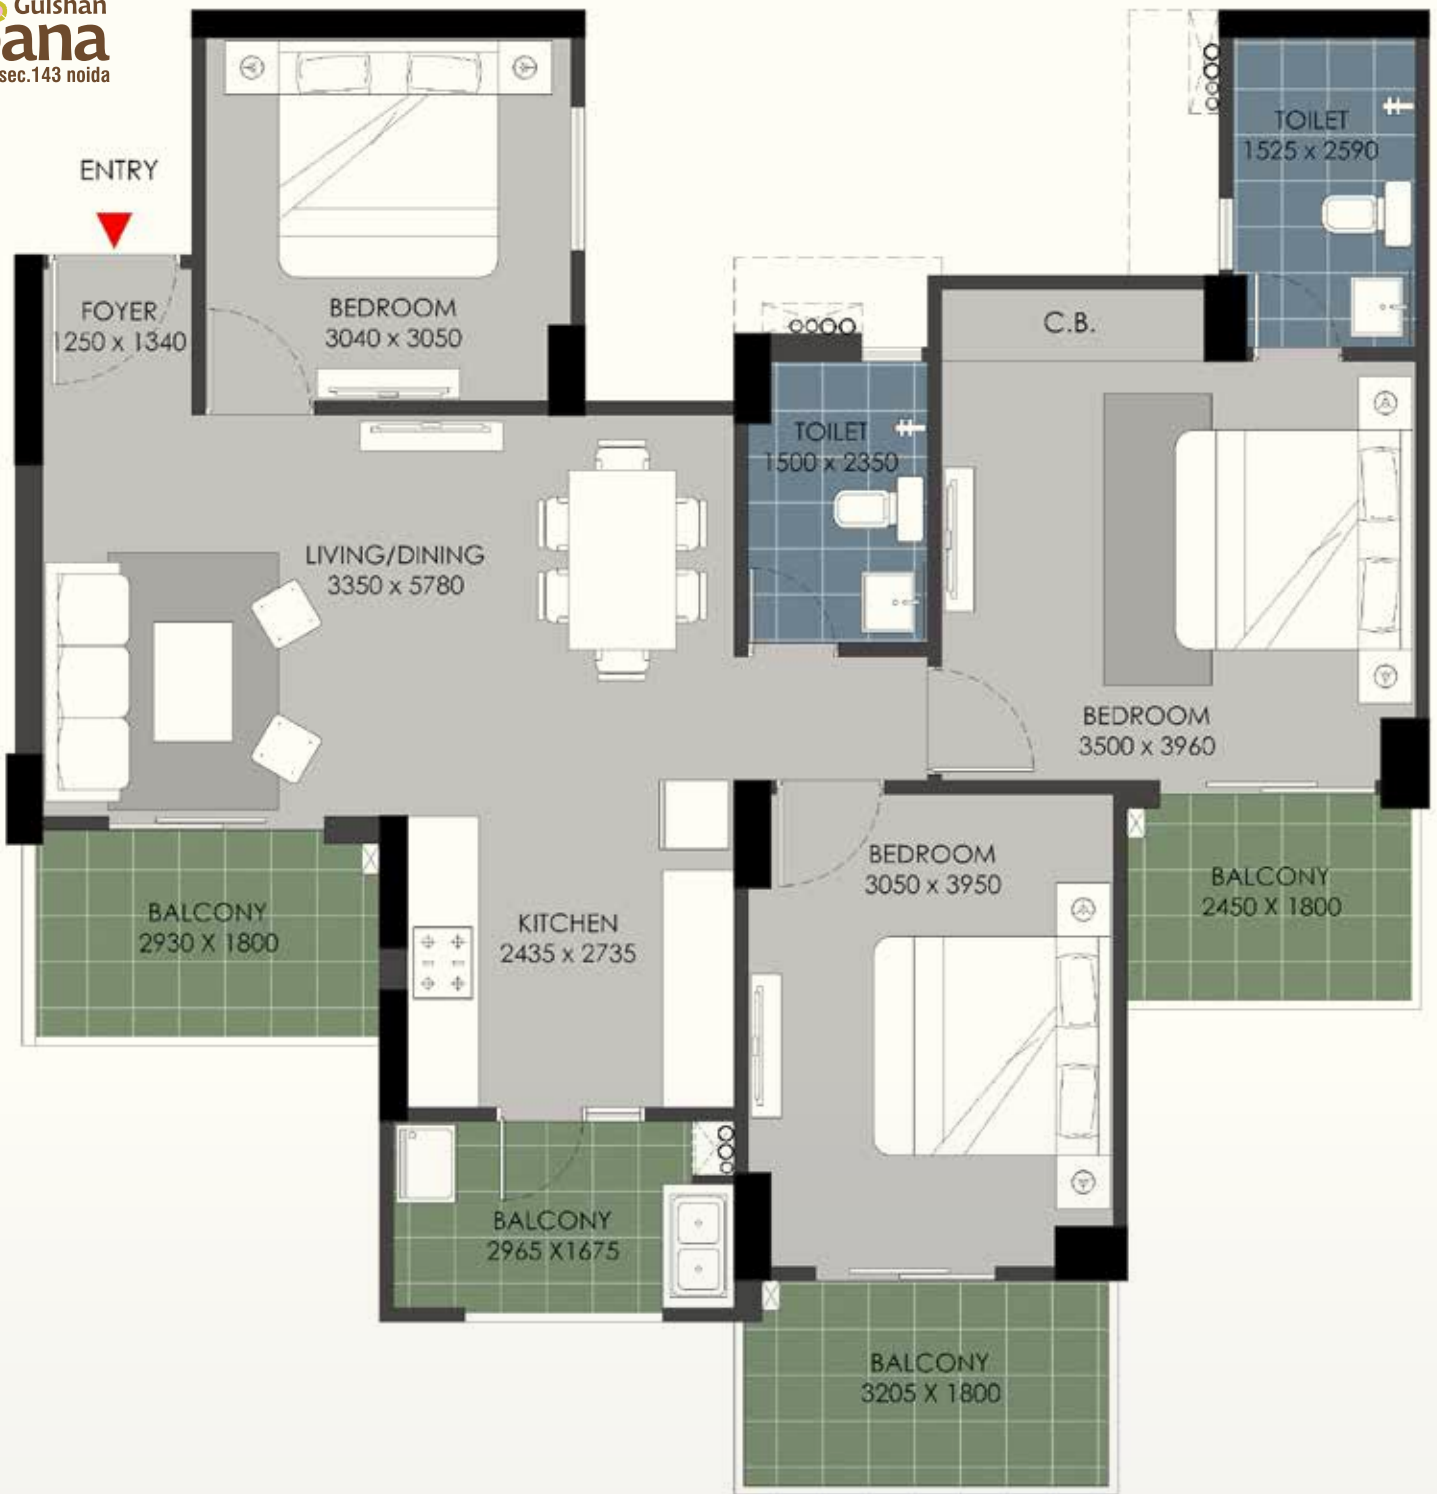 Gulshan
ana
sec.143 noida
ENTRY
FOYER
1250 x 1340
BEDROOM
3040 x 3050
TOILET
1525 x 2590
C.B.
TOILET
1500 x 2350
LIVING/DINING
3350 x 5780
BEDROOM
3500 x 3960
BEDROOM
3050 x 3950
BALCONY
2450 X 1800
BALCONY
2930 X 1800
KITCHEN
2435 x 2735
BALCONY
2965 X1675
BALCONY
3205 X 1800